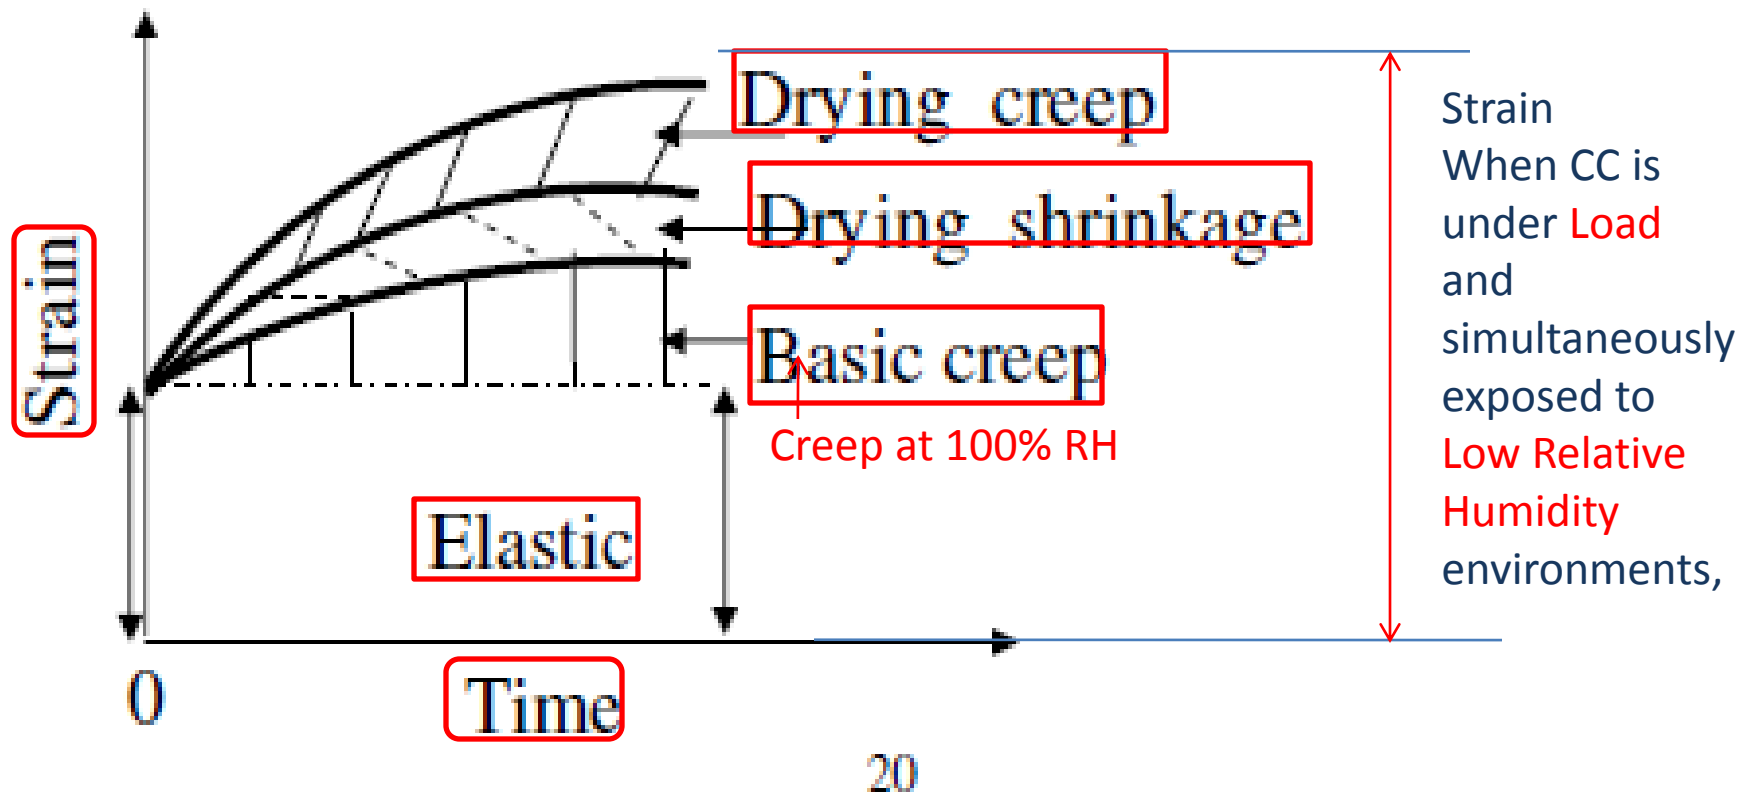 Drying creep
Strain
When CC is
under Load
and
simultaneously
exposed to
Low Relative
Humidity
environments,
Drying shrinkage
Strain
Basic creep
Creep at 100% RH
Elastic
0
Time
20